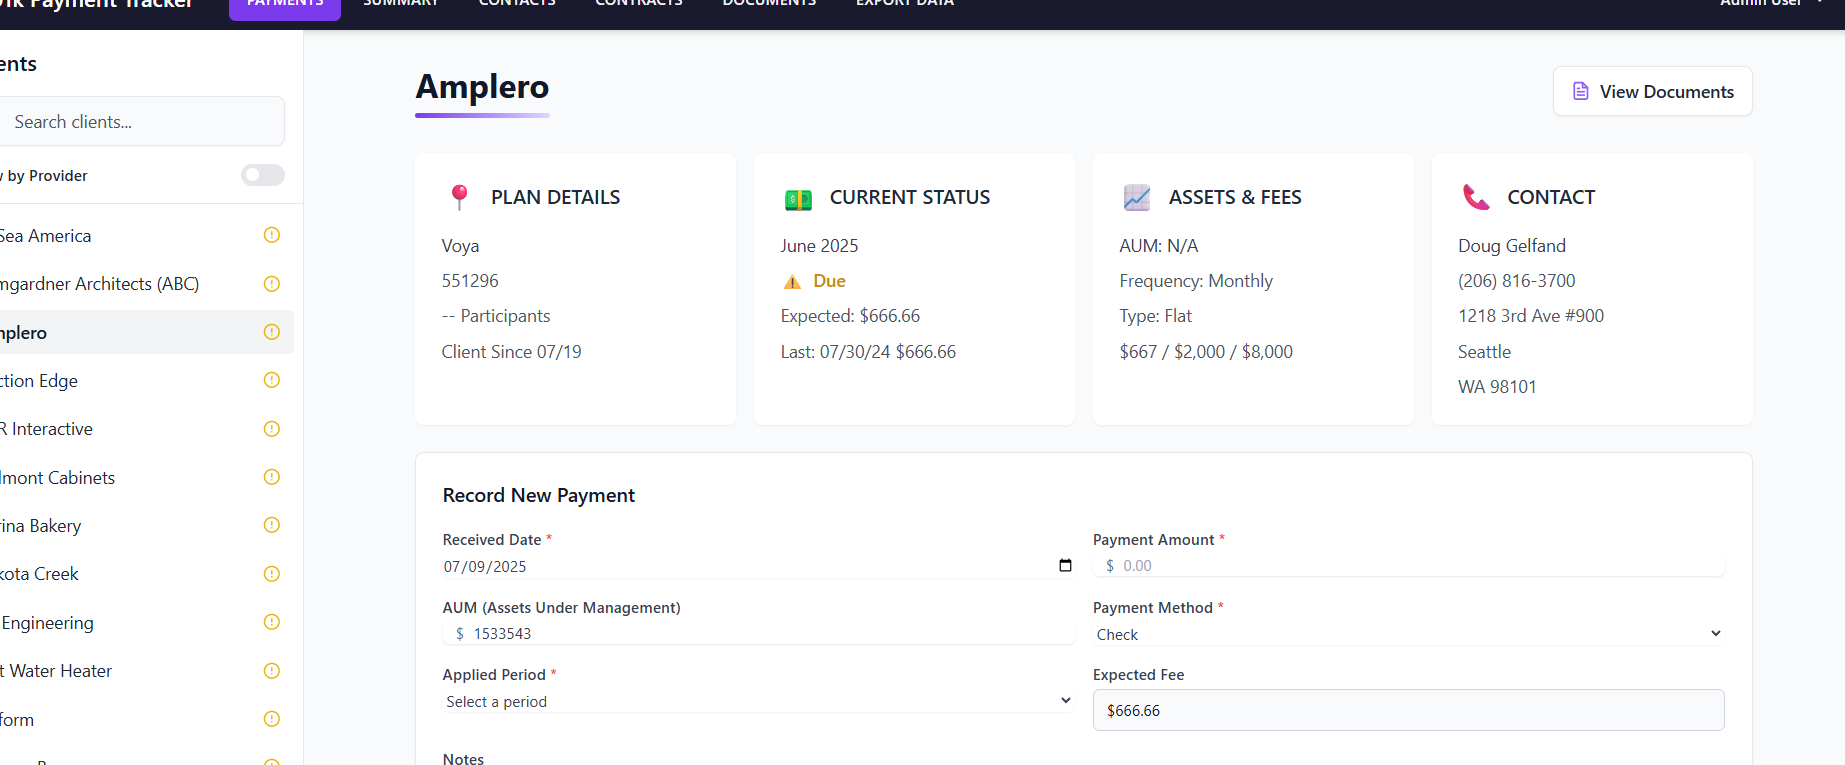 Payment Tracker
PAYMENTS
SUMMARY
CONTACTS
CONTRACTS
DOCUMENTS
EXPORT DATA
Admin User
ents
Search clients...
by Provider
Sea America
mgardner Architects (ABC)
mplero
ction Edge
R Interactive
lmont Cabinets
rina Bakery
kota Creek
Engineering
t Water Heater
form
Amplero
View Documents
PLAN DETAILS
Voya
551296
-- Participants
Client Since 07/19
CURRENT STATUS
June 2025
Due
Expected: $666.66
Last: 07/30/24 $666.66
ASSETS & FEES
AUM: N/A
Frequency: Monthly
Type: Flat
$667 / $2,000 / $8,000
CONTACT
Doug Gelfand
(206) 816-3700
1218 3rd Ave #900
Seattle
WA 98101
Record New Payment
Received Date *
07/09/2025
Payment Amount *
$ 0.00
AUM (Assets Under Management)
$ 1533543
Payment Method *
Check
Applied Period *
Select a period
Expected Fee
$666.66
Notes